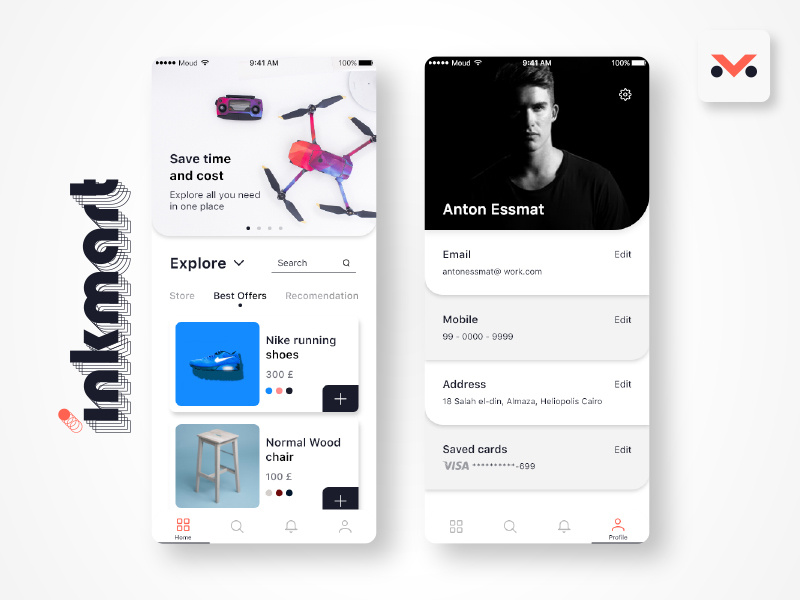 inkmart
Moud
9:41 AM
100%
Save time
and cost
Explore all you need
in one place
Explore
Search
Store
Best Offers
Recomendation
Nike running
shoes
300 £
Normal Wood
chair
100 £
Home
Moud
9:41 AM
100%
Anton Essmat
Email
Edit
antonessmat@ work.com
Mobile
Edit
99 - 0000 - 9999
Address
Edit
18 Salah el-din, Almaza, Heliopolis Cairo
Saved cards
Edit
VISA **********-699
Profile